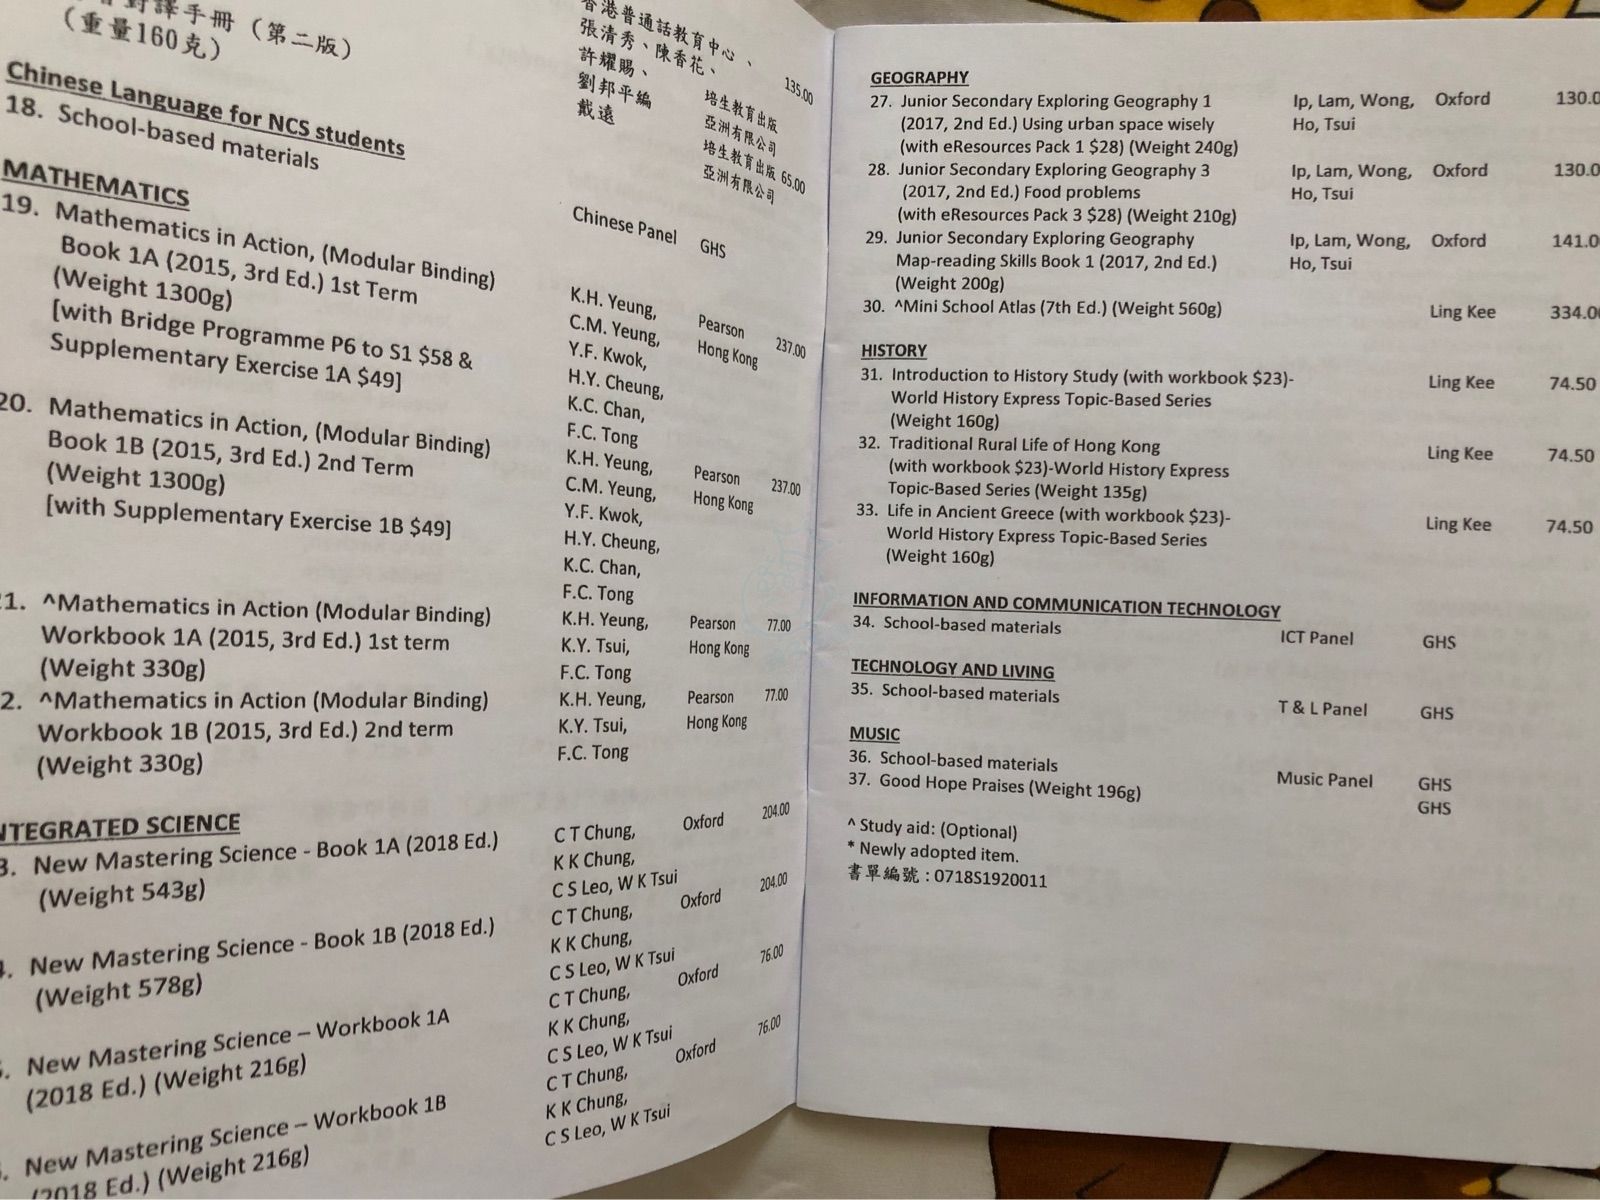 對譯手冊（第二版）
（重量160克）
香港普通話教育中心、
張清秀、陳香花、
許耀賜、
劉邦平編
戴遠
135.00
培生教育出版
亞洲有限公司
培生教育出版 65.00
亞洲有限公司
Chinese Language for NCS students
18. School-based materials
Chinese Panel GHS
MATHEMATICS
19. Mathematics in Action, (Modular Binding)
Book 1A (2015, 3rd Ed.) 1st Term
(Weight 1300g)
[with Bridge Programme P6 to S1 $58 &
Supplementary Exercise 1A $49]
K.H. Yeung,
C.M. Yeung,
Y.F. Kwok,
H.Y. Cheung,
K.C. Chan,
F.C. Tong
Pearson
Hong Kong
237.00
20. Mathematics in Action, (Modular Binding)
Book 1B (2015, 3rd Ed.) 2nd Term
(Weight 1300g)
[with Supplementary Exercise 1B $49]
K.H. Yeung,
C.M. Yeung,
Y.F. Kwok,
H.Y. Cheung,
K.C. Chan,
F.C. Tong
Pearson
Hong Kong
237.00
1. ^Mathematics in Action (Modular Binding)
Workbook 1A (2015, 3rd Ed.) 1st term
(Weight 330g)
K.H. Yeung,
K.Y. Tsui,
F.C. Tong
Pearson
Hong Kong
77.00
2. ^Mathematics in Action (Modular Binding)
Workbook 1B (2015, 3rd Ed.) 2nd term
(Weight 330g)
K.H. Yeung,
K.Y. Tsui,
F.C. Tong
Pearson
Hong Kong
77.00
NTEGRATED SCIENCE
3. New Mastering Science - Book 1A (2018 Ed.)
(Weight 543g)
C T Chung,
K K Chung,
C S Leo, W K Tsui
Oxford
204.00
. New Mastering Science - Book 1B (2018 Ed.)
(Weight 578g)
C T Chung,
K K Chung,
C S Leo, W K Tsui
Oxford
204.00
. New Mastering Science – Workbook 1A
(2018 Ed.) (Weight 216g)
C T Chung,
K K Chung,
C S Leo, W K Tsui
Oxford
76.00
. New Mastering Science – Workbook 1B
(2018 Ed.) (Weight 216g)
C T Chung,
K K Chung,
C S Leo, W K Tsui
Oxford
76.00
GEOGRAPHY
27. Junior Secondary Exploring Geography 1 Ip, Lam, Wong, Oxford 130.0
(2017, 2nd Ed.) Using urban space wisely Ho, Tsui
(with eResources Pack 1 $28) (Weight 240g)
28. Junior Secondary Exploring Geography 3 Ip, Lam, Wong, Oxford 130.0
(2017, 2nd Ed.) Food problems Ho, Tsui
(with eResources Pack 3 $28) (Weight 210g)
29. Junior Secondary Exploring Geography Ip, Lam, Wong, Oxford 141.0
Map-reading Skills Book 1 (2017, 2nd Ed.) Ho, Tsui
(Weight 200g)
30. ^Mini School Atlas (7th Ed.) (Weight 560g) Ling Kee 334.00
HISTORY
31. Introduction to History Study (with workbook $23)- Ling Kee 74.50
World History Express Topic-Based Series
(Weight 160g)
32. Traditional Rural Life of Hong Kong Ling Kee 74.50
(with workbook $23)-World History Express
Topic-Based Series (Weight 135g)
33. Life in Ancient Greece (with workbook $23)- Ling Kee 74.50
World History Express Topic-Based Series
(Weight 160g)
INFORMATION AND COMMUNICATION TECHNOLOGY
34. School-based materials ICT Panel GHS
TECHNOLOGY AND LIVING
35. School-based materials T & L Panel GHS
MUSIC
36. School-based materials Music Panel GHS
37. Good Hope Praises (Weight 196g) GHS
^ Study aid: (Optional)
* Newly adopted item.
書單編號 : 0718S1920011